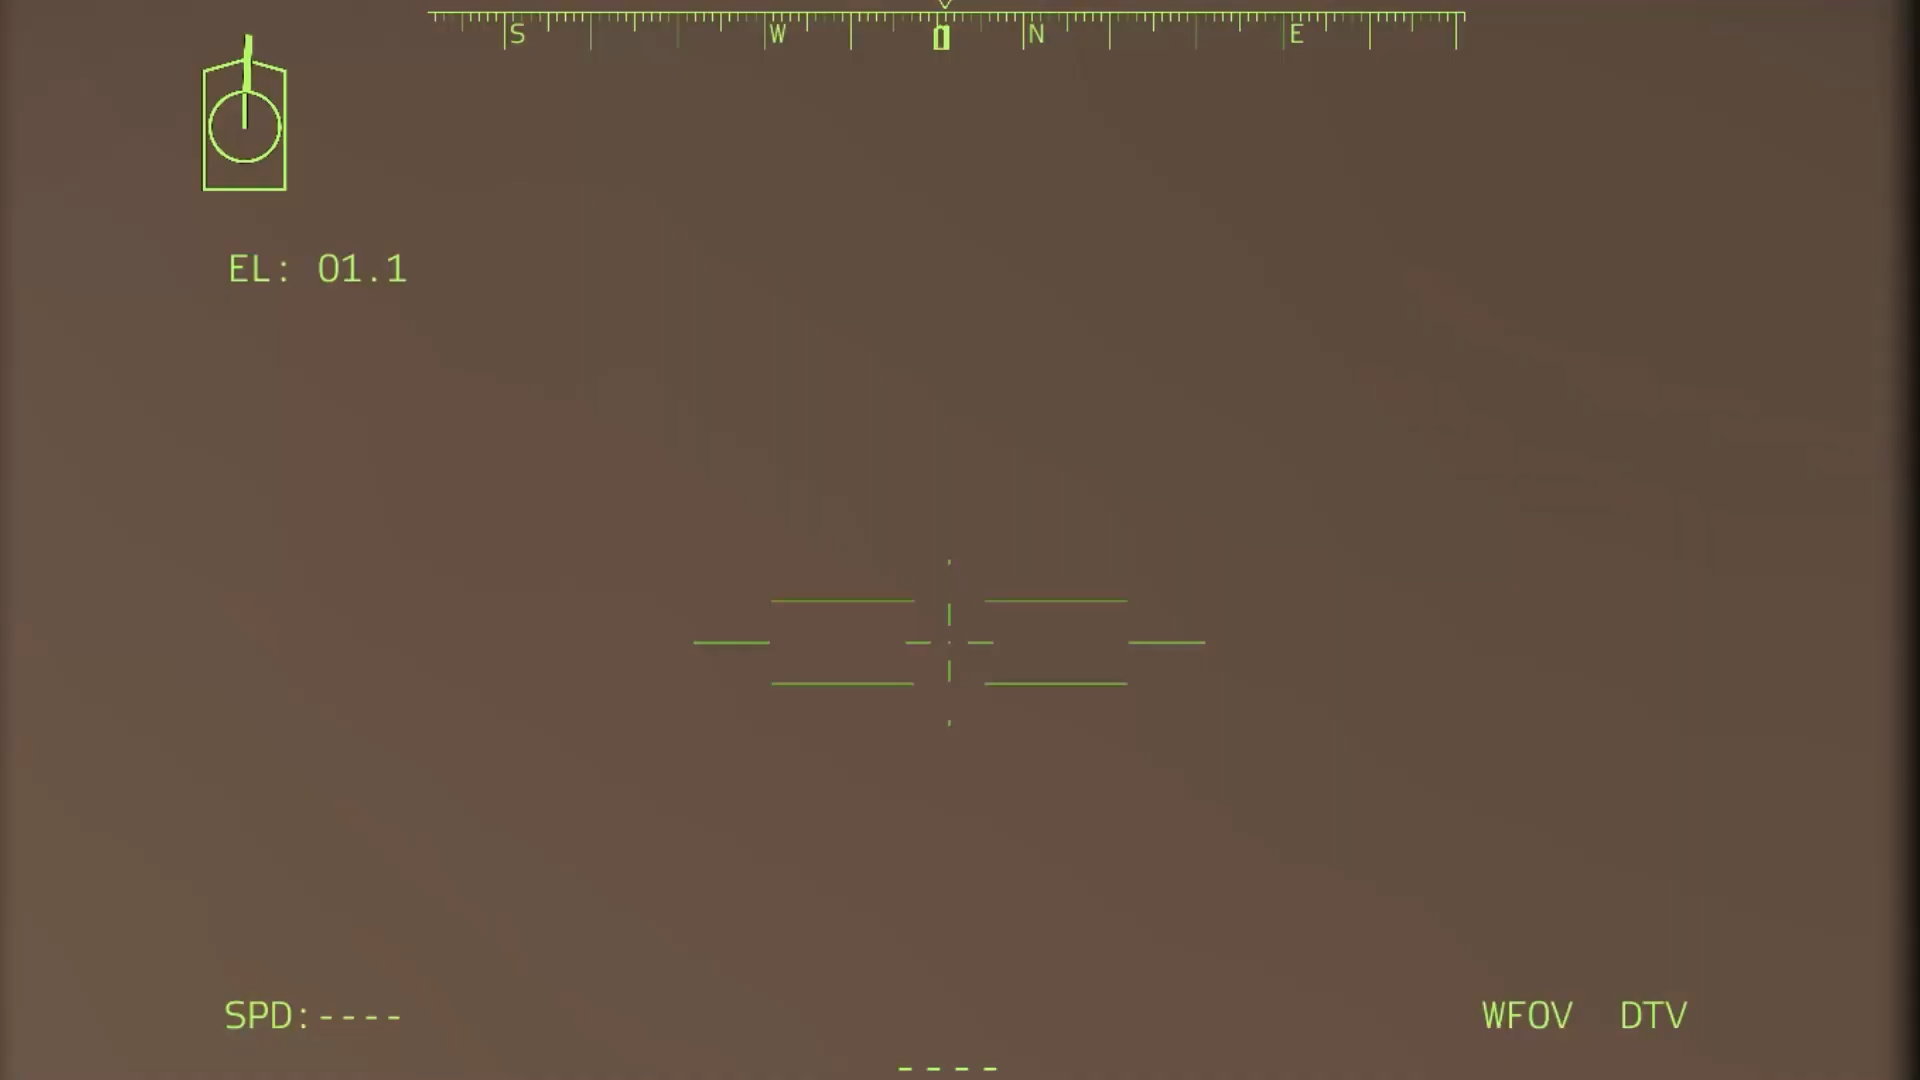 S W N E
EL: 01.1
SPD:----
WFOV DTV
----